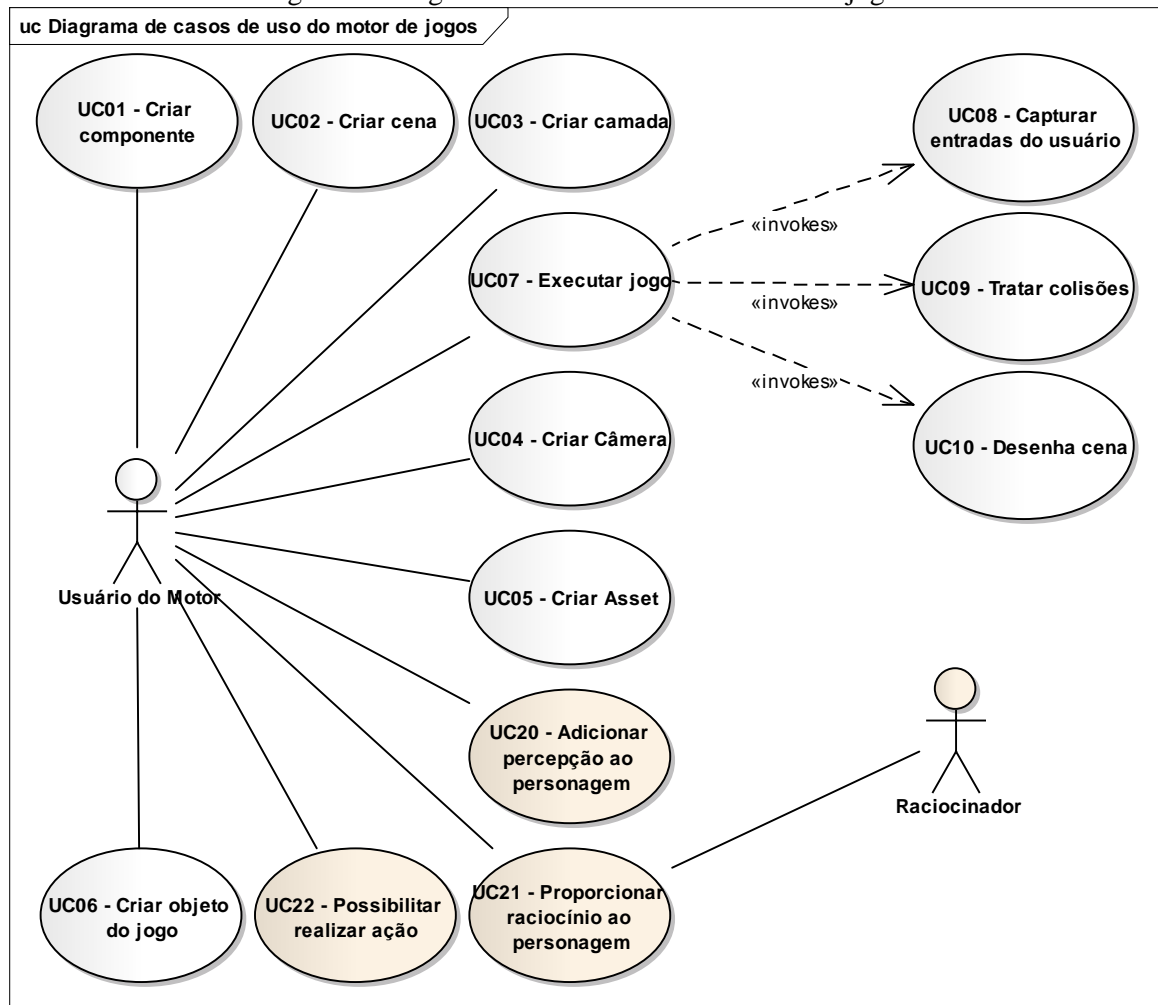 uc Diagrama de casos de uso do motor de jogos
UC01 - Criar
componente
UC02 - Criar cena
UC03 - Criar camada
UC08 - Capturar
entradas do usuário
«invokes»
UC07 - Executar jogo
«invokes»
UC09 - Tratar colisões
«invokes»
UC04 - Criar Câmera
UC10 - Desenha cena
Usuário do Motor
UC05 - Criar Asset
UC20 - Adicionar
percepção ao
personagem
Raciocinador
UC06 - Criar objeto
do jogo
UC22 - Possibilitar
realizar ação
UC21 - Proporcionar
raciocínio ao
personagem